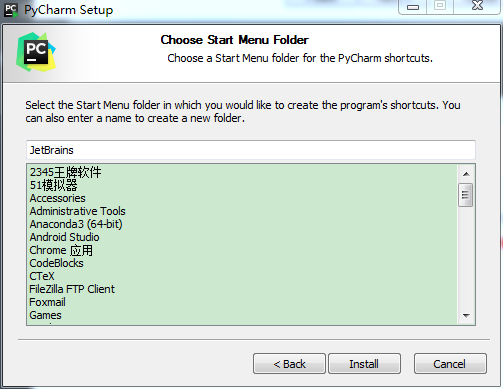 PC PyCharm Setup
PC
Choose Start Menu Folder
Choose a Start Menu folder for the PyCharm shortcuts.
Select the Start Menu folder in which you would like to create the program's shortcuts. You
can also enter a name to create a new folder.
JetBrains
2345王牌软件
51模拟器
Accessories
Administrative Tools
Anaconda3 (64-bit)
Android Studio
Chrome 应用
CodeBlocks
CTeX
FileZilla FTP Client
Foxmail
Games
< Back
Install
Cancel